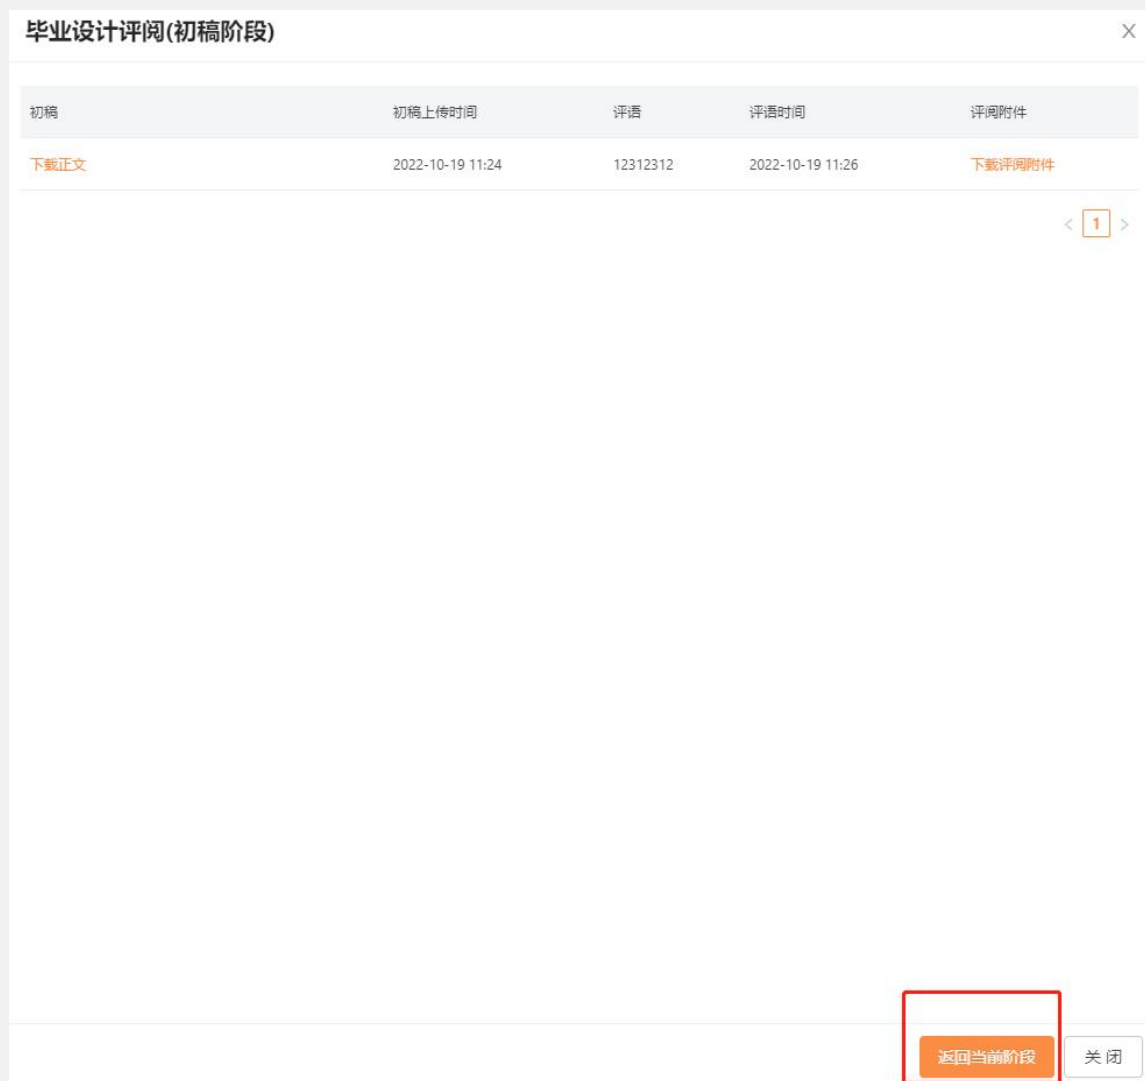 毕业设计评阅(初稿阶段)
初稿 初稿上传时间 评语 评语时间 评阅附件
下载正文 2022-10-19 11:24 12312312 2022-10-19 11:26 下载评阅附件
< 1 >
返回当前阶段 关 闭